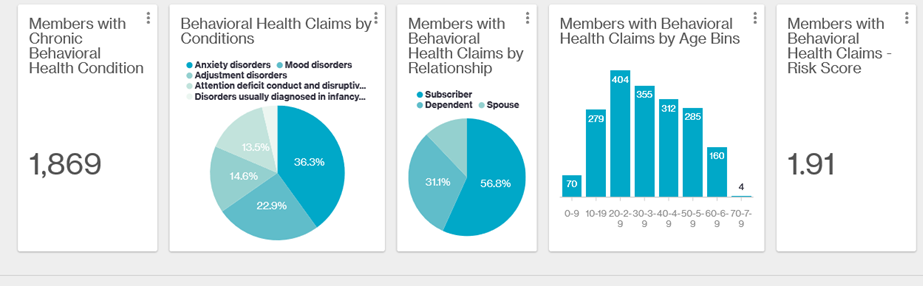 Members with
Chronic
Behavioral
Health Condition
1,869
Behavioral Health Claims by
Conditions
Anxiety disorders Mood disorders
Adjustment disorders
Attention deficit conduct and disruptiv...
Disorders usually diagnosed in infancy...
36.3%
22.9%
14.6%
13.5%
Members with
Behavioral
Health Claims by
Relationship
Subscriber
Dependent Spouse
56.8%
31.1%
Members with Behavioral
Health Claims by Age Bins
70
279
404
355
312
285
160
4
0-9 10-19 20-2-30-3-40-4-50-5-60-6-70-7-
9 9 9 9 9 9
Members with
Behavioral
Health Claims -
Risk Score
1.91